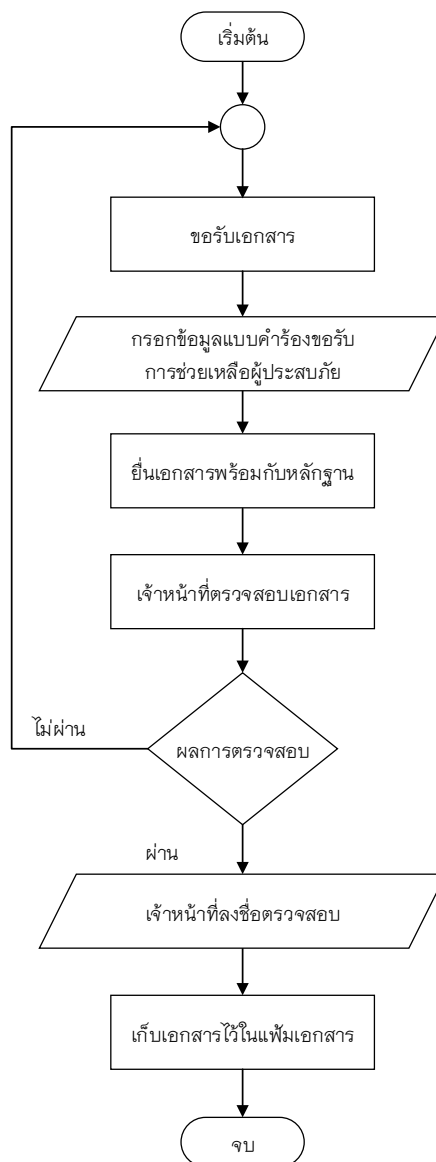 เริ่มต้น
ขอรับเอกสาร
กรอกข้อมูลแบบคำร้องขอรับ
การช่วยเหลือผู้ประสบภัย
ยื่นเอกสารพร้อมกับหลักฐาน
เจ้าหน้าที่ตรวจสอบเอกสาร
ไม่ผ่าน
ผลการตรวจสอบ
ผ่าน
เจ้าหน้าที่ลงชื่อตรวจสอบ
เก็บเอกสารไว้ในแฟ้มเอกสาร
จบ